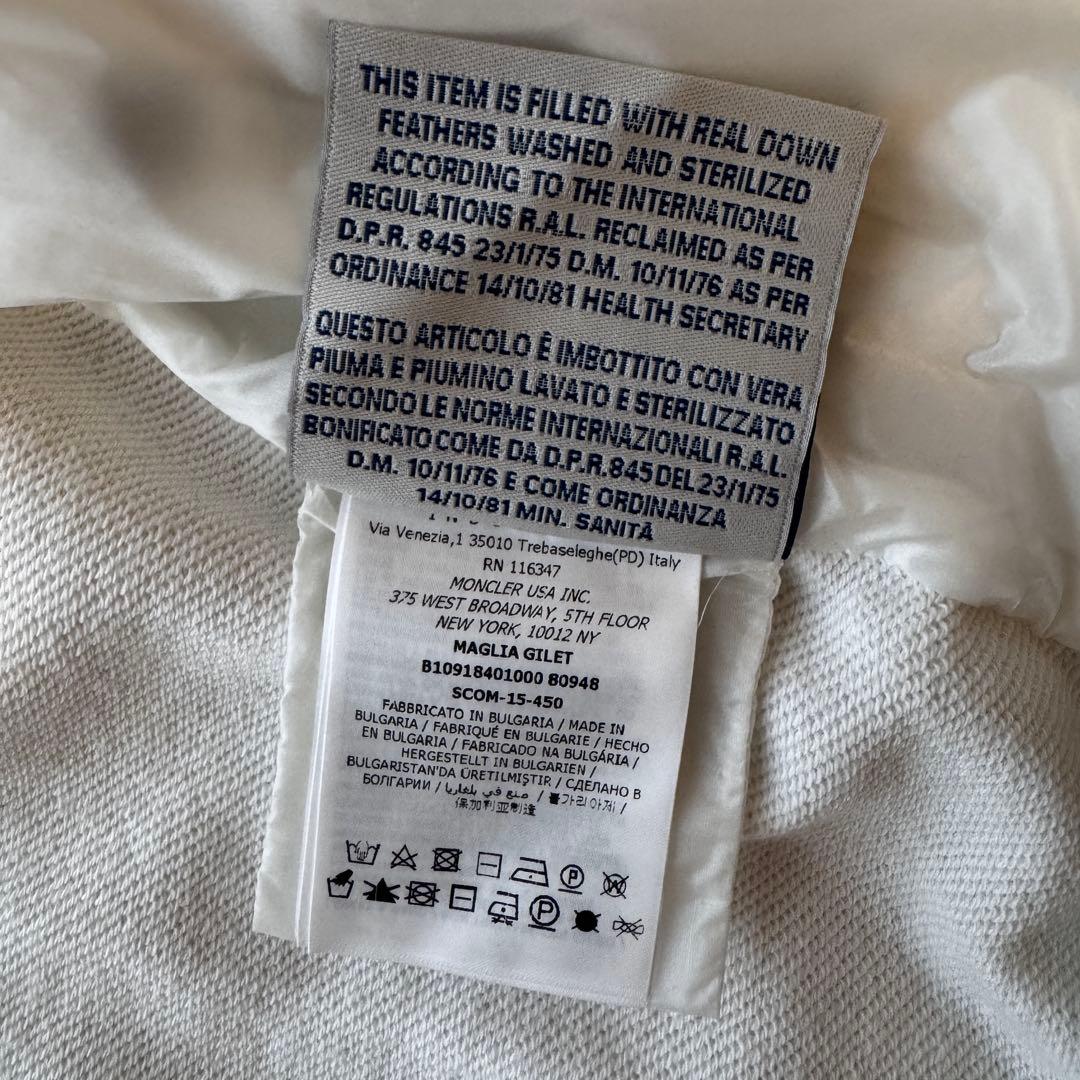 THIS ITEM IS FILLED WITH REAL DOWN
FEATHERS WASHED AND STERILIZED
ACCORDING TO THE INTERNATIONAL
REGULATIONS R.A.L. RECLAIMED AS PER
D.P.R. 845 23/1/75 D.M. 10/11/76 AS PER
ORDINANCE 14/10/81 HEALTH SECRETARY
QUESTO ARTICOLO È IMBOTTITO CON VERA
PIUMA E PIUMINO LAVATO E STERILIZZATO
SECONDO LE NORME INTERNAZIONALI R.A.L.
BONIFICATO COME DA D.P.R. 845 DEL 23/1/75
D.M. 10/11/76 E COME ORDINANZA
14/10/81 MIN. SANITÀ
Via Venezia,1 35010 Trebaseleghe(PD) Italy
RN 116347
MONCLER USA INC.
375 WEST BROADWAY, 5TH FLOOR
NEW YORK, 10012 NY
MAGLIA GILET
B10918401000 80948
SCOM-15-450
FABBRICATO IN BULGARIA / MADE IN
BULGARIA / FABRIQUÉ EN BULGARIE / HECHO
EN BULGARIA / FABRICADO NA BULGÁRIA /
HERGESTELLT IN BULGARIEN /
BULGARISTAN'DA ÜRETILMIŞTIR / СДЕЛАНО В
БОЛГАРИИ / صنع في بلغاريا / 불가리아제 /
保加利亚制造
P
W
P